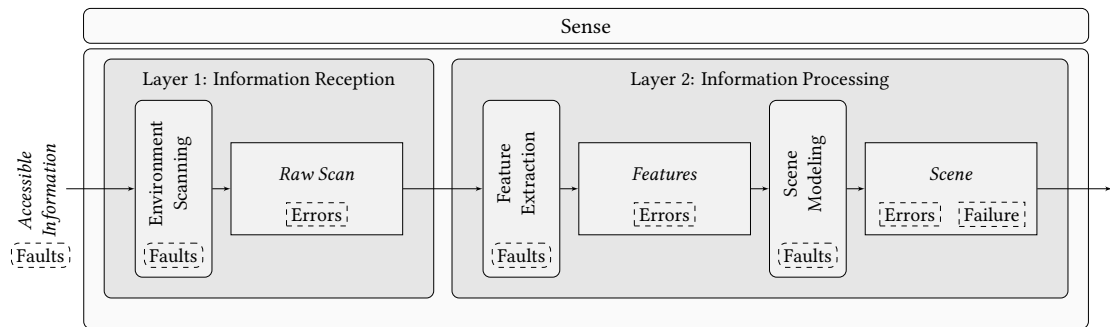 Sense
Layer 1: Information Reception
Layer 2: Information Processing
Accessible
Information
Faults
Environment
Scanning
Faults
Raw Scan
Errors
Feature
Extraction
Faults
Features
Errors
Scene
Modeling
Faults
Scene
Errors
Failure